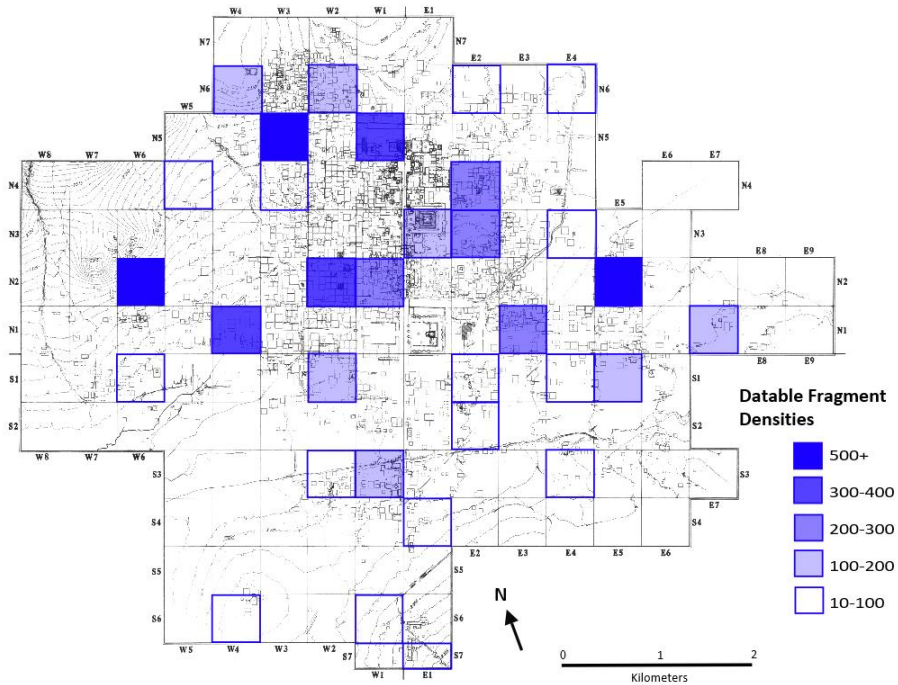 W4 W3 W2 W1 E1
N7 N7
E2 E3 E4
N6 N6
W5
N5 N5
W8 W7 W6
E6 E7
N4 N4
E5
N3 N3
E8 E9
N2 N2
N1 N1
E8 E9
S1 S1
S2 S2
W8 W7 W6
S3 S3
E7
S4 S4
E2 E3 E4 E5 E6
S5 S5
S6 S6
W5 W4 W3 W2
S7 S7
W1 E1
Datable Fragment
Densities
500+
300-400
200-300
100-200
10-100
N
0 1 2
Kilometers